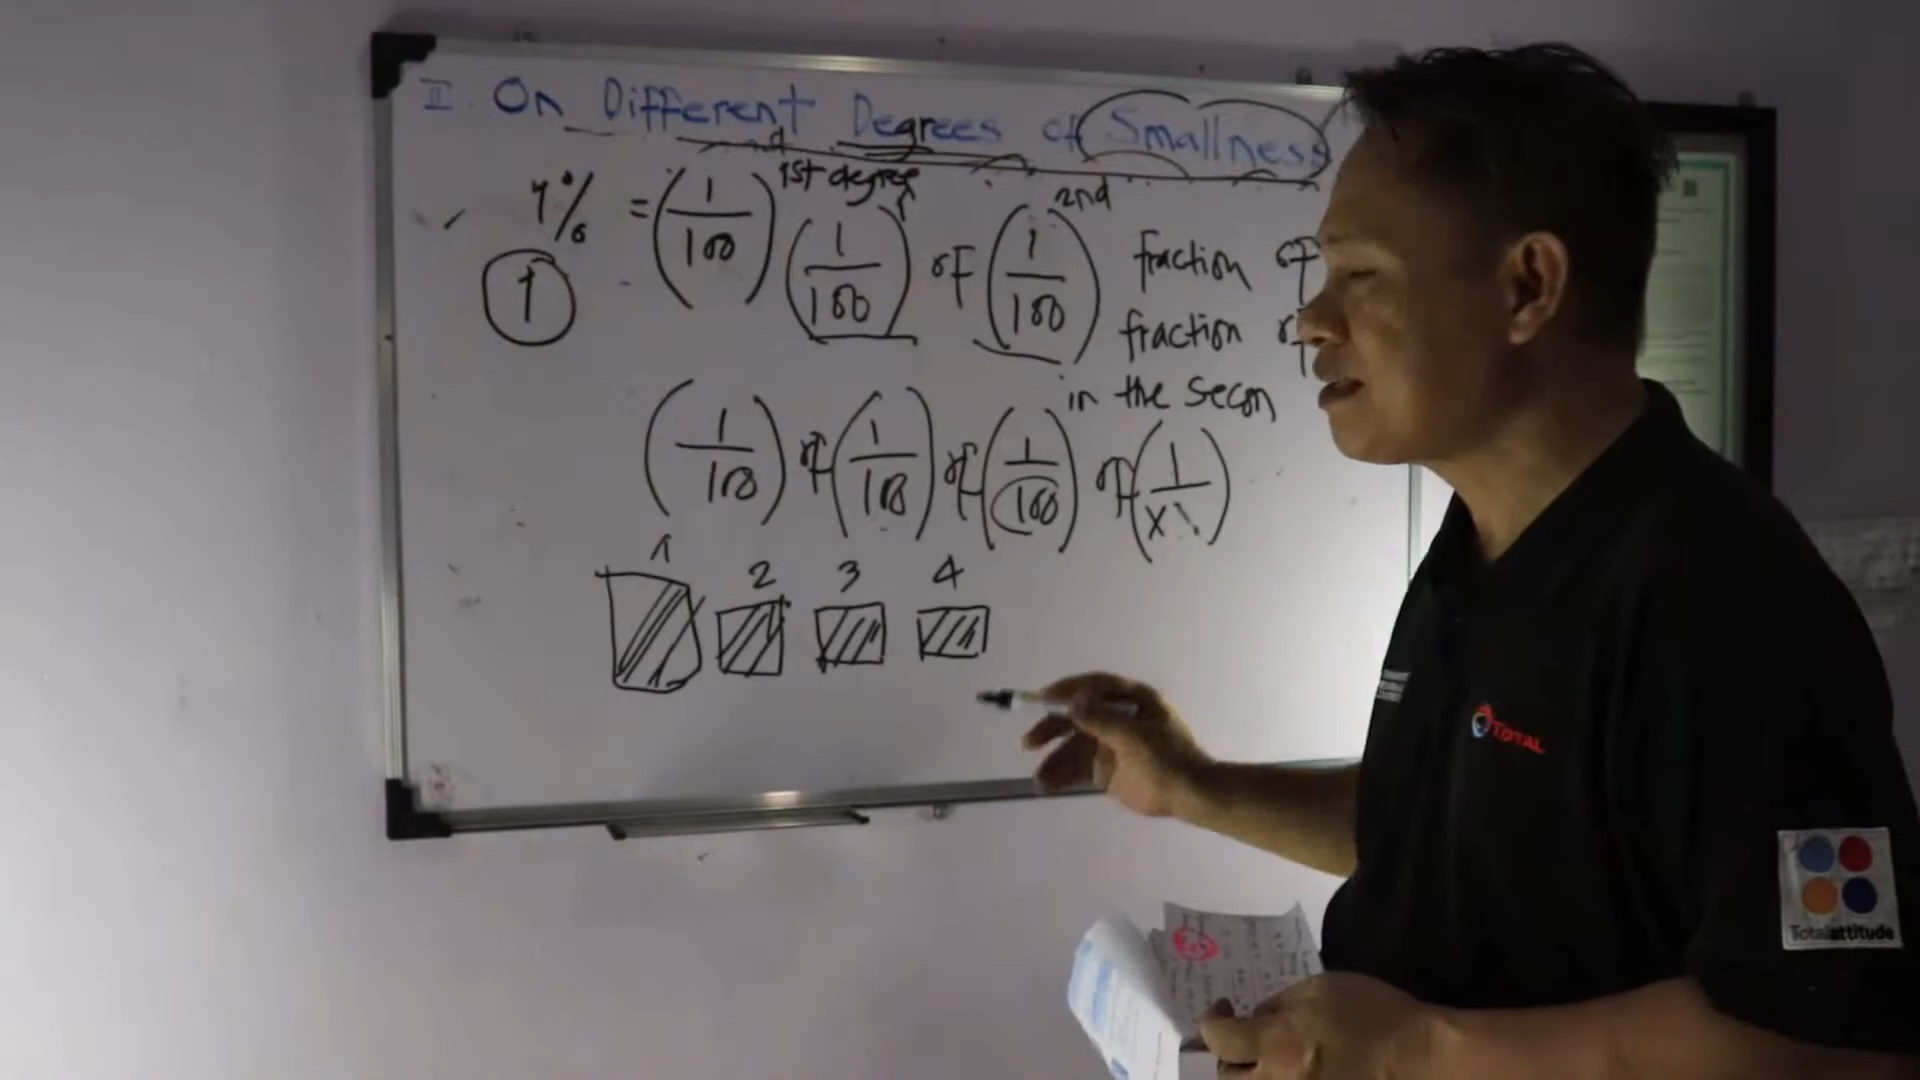 II. On Different Degrees of Smallness
1% = (1/100) 1st degree
(1/100) of (1/100) 2nd
1
fraction of
fraction of
in the Secon
(1/100) of (1/100) of (1/100) of (1/x
1 2 3 4
TOTAL
Totalattitude